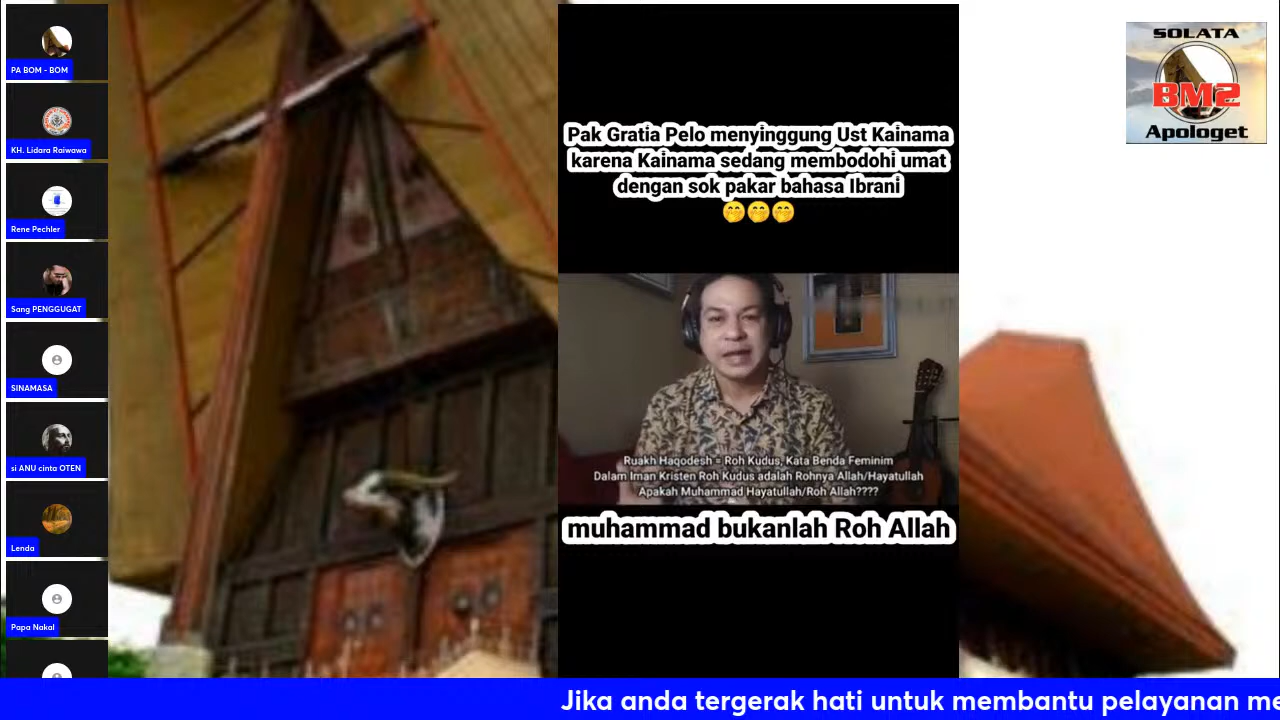 PA BOM - BOM
KH. Lidara Raiwawa
Rene Pechler
Sang PENGGUGAT
SINAMASA
si ANU cinta OTEN
Lenda
Papa Nakal
Pak Gratia Pelo menyinggung Ust Kainama
karena Kainama sedang membodohi umat
dengan sok pakar bahasa Ibrani
🤭🤭🤭
Ruakh Haqodesh = Roh Kudus, Kata Benda Feminim
Dalam Iman Kristen Roh Kudus adalah Rohnya Allah/Hayatullah
Apakah Muhammad Hayatullah/Roh Allah????
muhammad bukanlah Roh Allah
SOLATA
BM2
Apologet
Jika anda tergerak hati untuk membantu pelayanan me